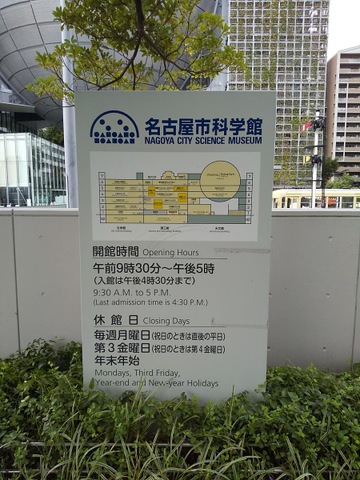 名古屋市科学館
NAGOYA CITY SCIENCE MUSEUM
開館時間 Opening Hours
午前9時30分～午後5時
(入館は午後4時30分まで)
9:30 A.M. to 5 P.M.
(Last admission time is 4:30 P.M.)
休館日 Closing Days
毎週月曜日(祝日のときは直後の平日)
第3金曜日(祝日のときは第4金曜日)
年末年始
Mondays, Third Friday,
Year-end and New-year Holidays